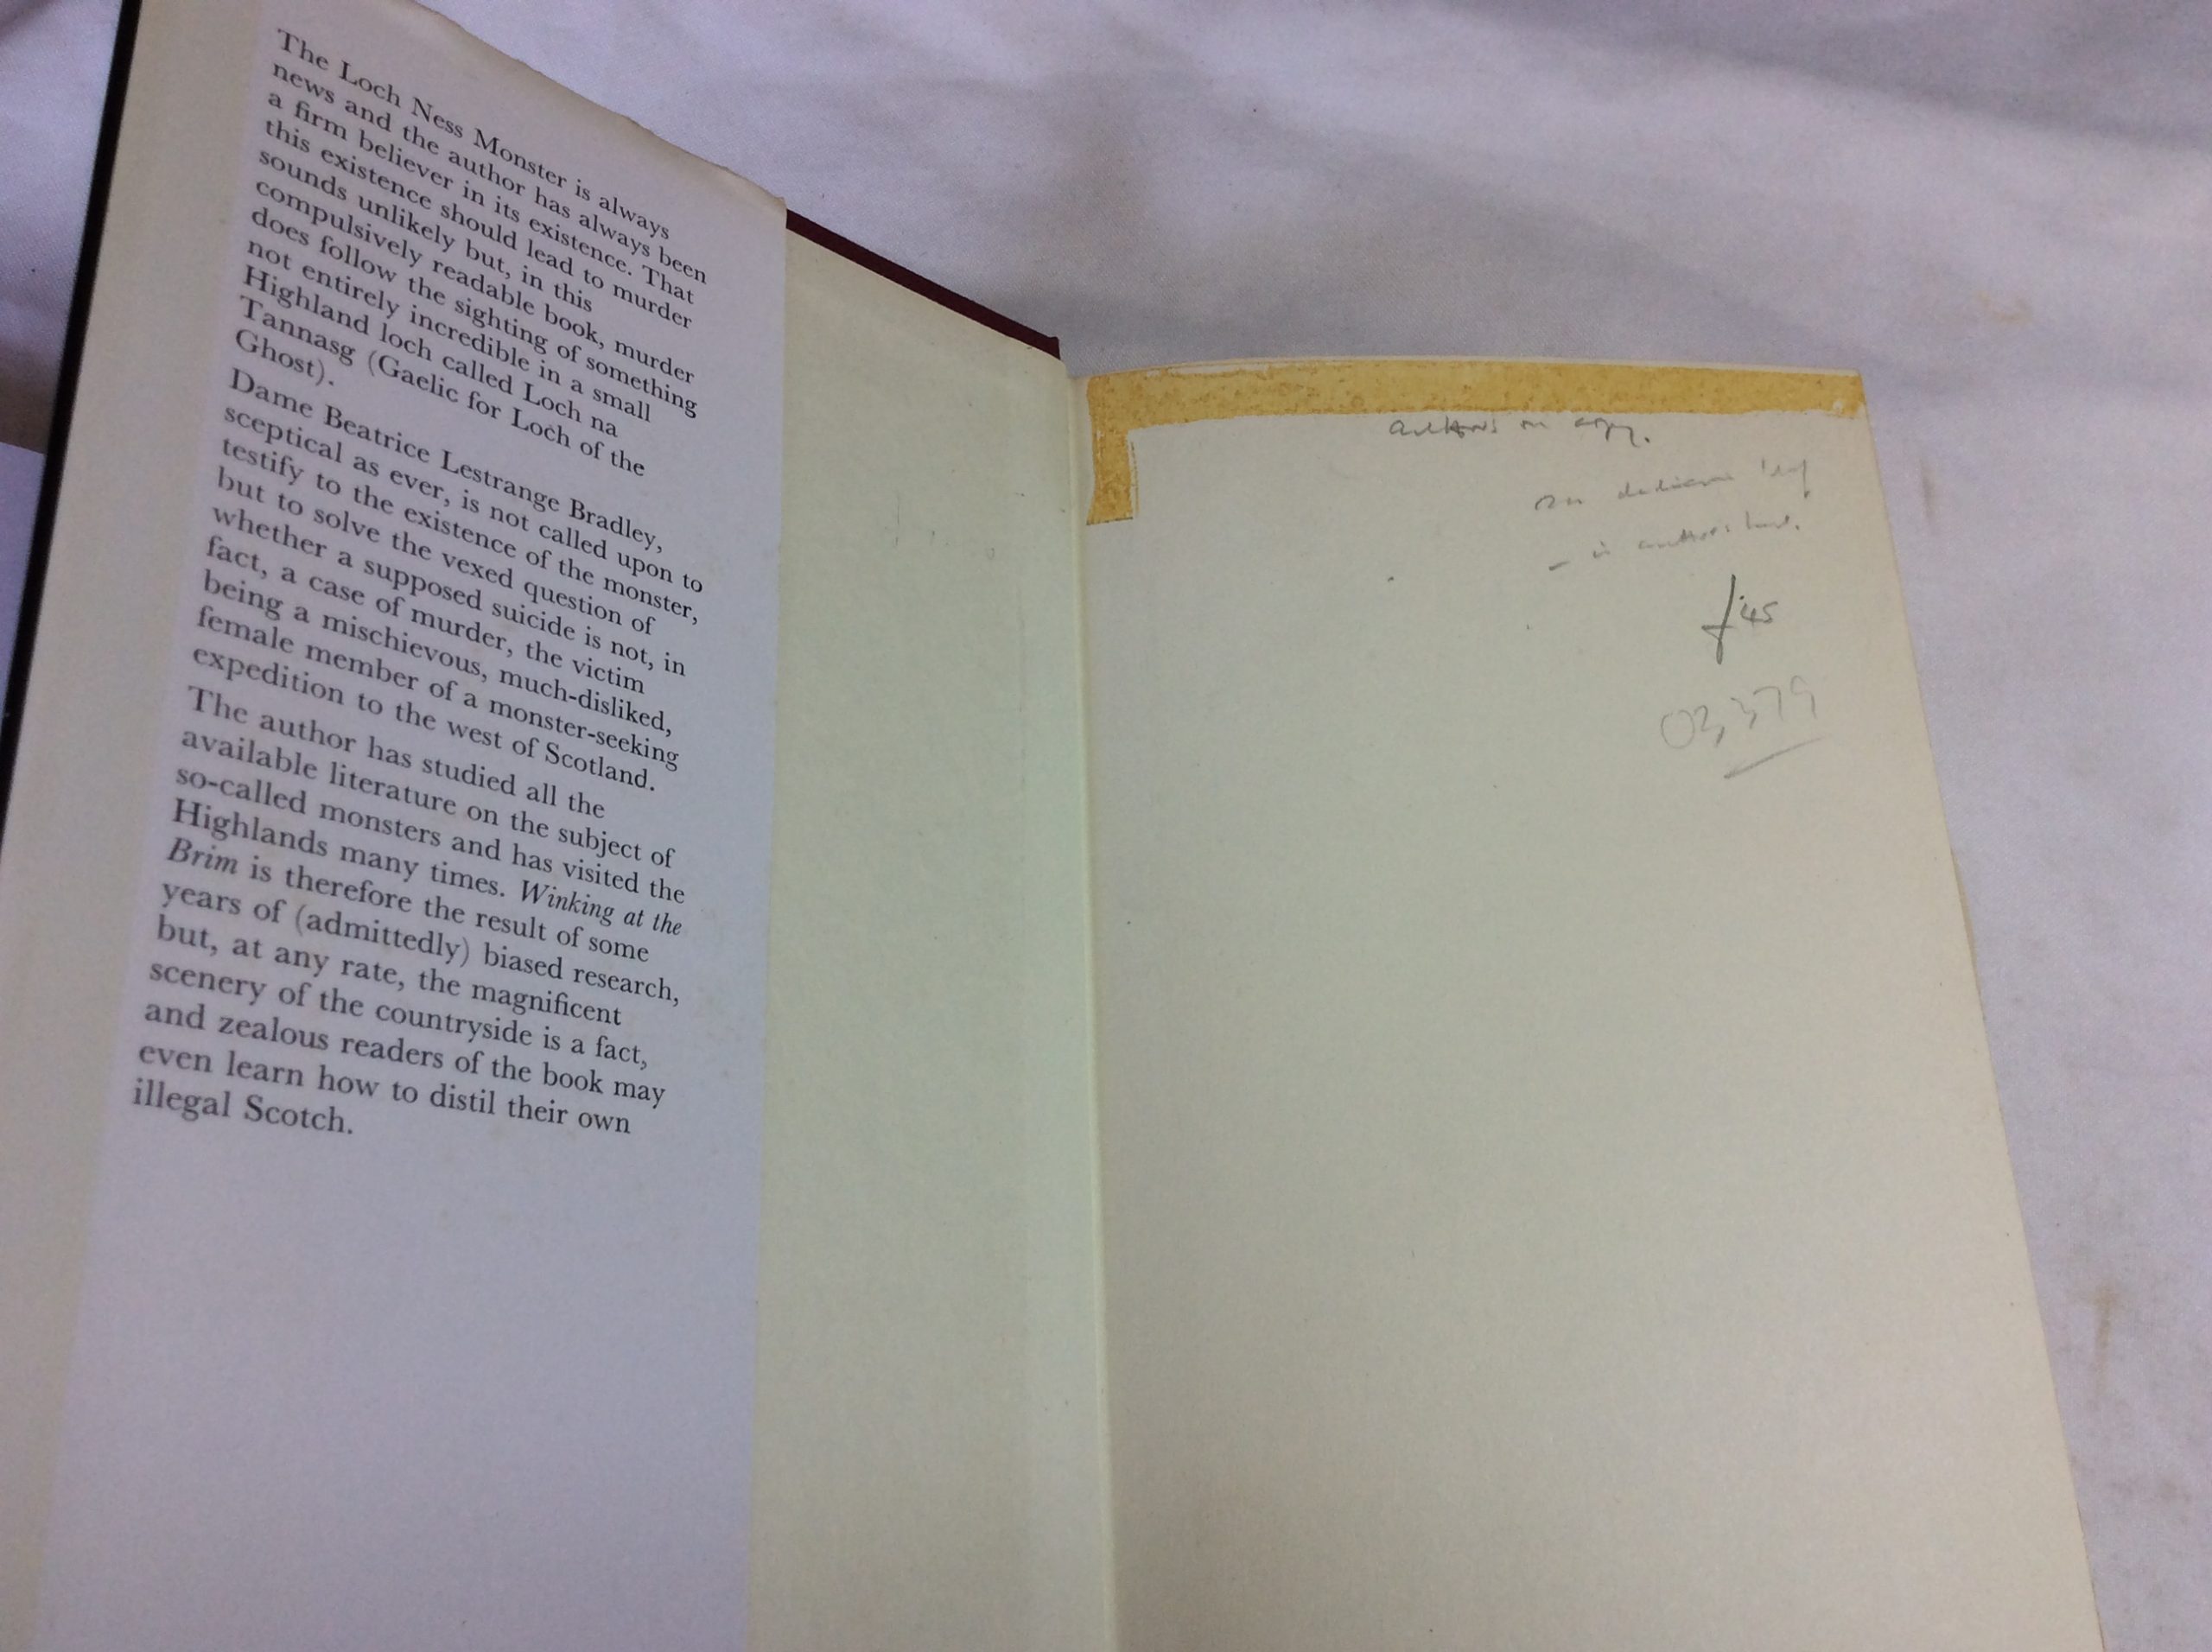 The Loch Ness Monster is always
news and the author has always been
a firm believer in its existence. That
this existence should lead to murder
sounds unlikely but, in this
compulsively readable book, murder
does follow the sighting of something
not entirely incredible in a small
Highland loch called Loch na
Tannasg (Gaelic for Loch of the
Ghost).
Dame Beatrice Lestrange Bradley,
sceptical as ever, is not called upon to
testify to the existence of the monster,
but to solve the vexed question of
whether a supposed suicide is not, in
fact, a case of murder, the victim
being a mischievous, much-disliked,
female member of a monster-seeking
expedition to the west of Scotland.
The author has studied all the
available literature on the subject of
so-called monsters and has visited the
Highlands many times. Winking at the
Brim is therefore the result of some
years of (admittedly) biased research,
but, at any rate, the magnificent
scenery of the countryside is a fact,
and zealous readers of the book may
even learn how to distil their own
illegal Scotch.
copy.
£45
03,379